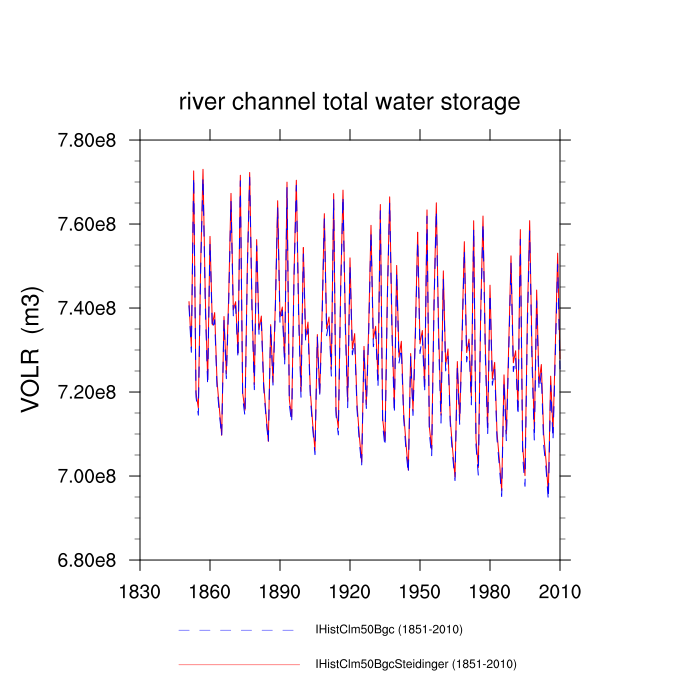 river channel total water storage
7.80e8
7.60e8
7.40e8
7.20e8
7.00e8
6.80e8
VOLR (m3)
1830 1860 1890 1920 1950 1980 2010
IHistClm50Bgc (1851-2010)
IHistClm50BgcSteidinger (1851-2010)